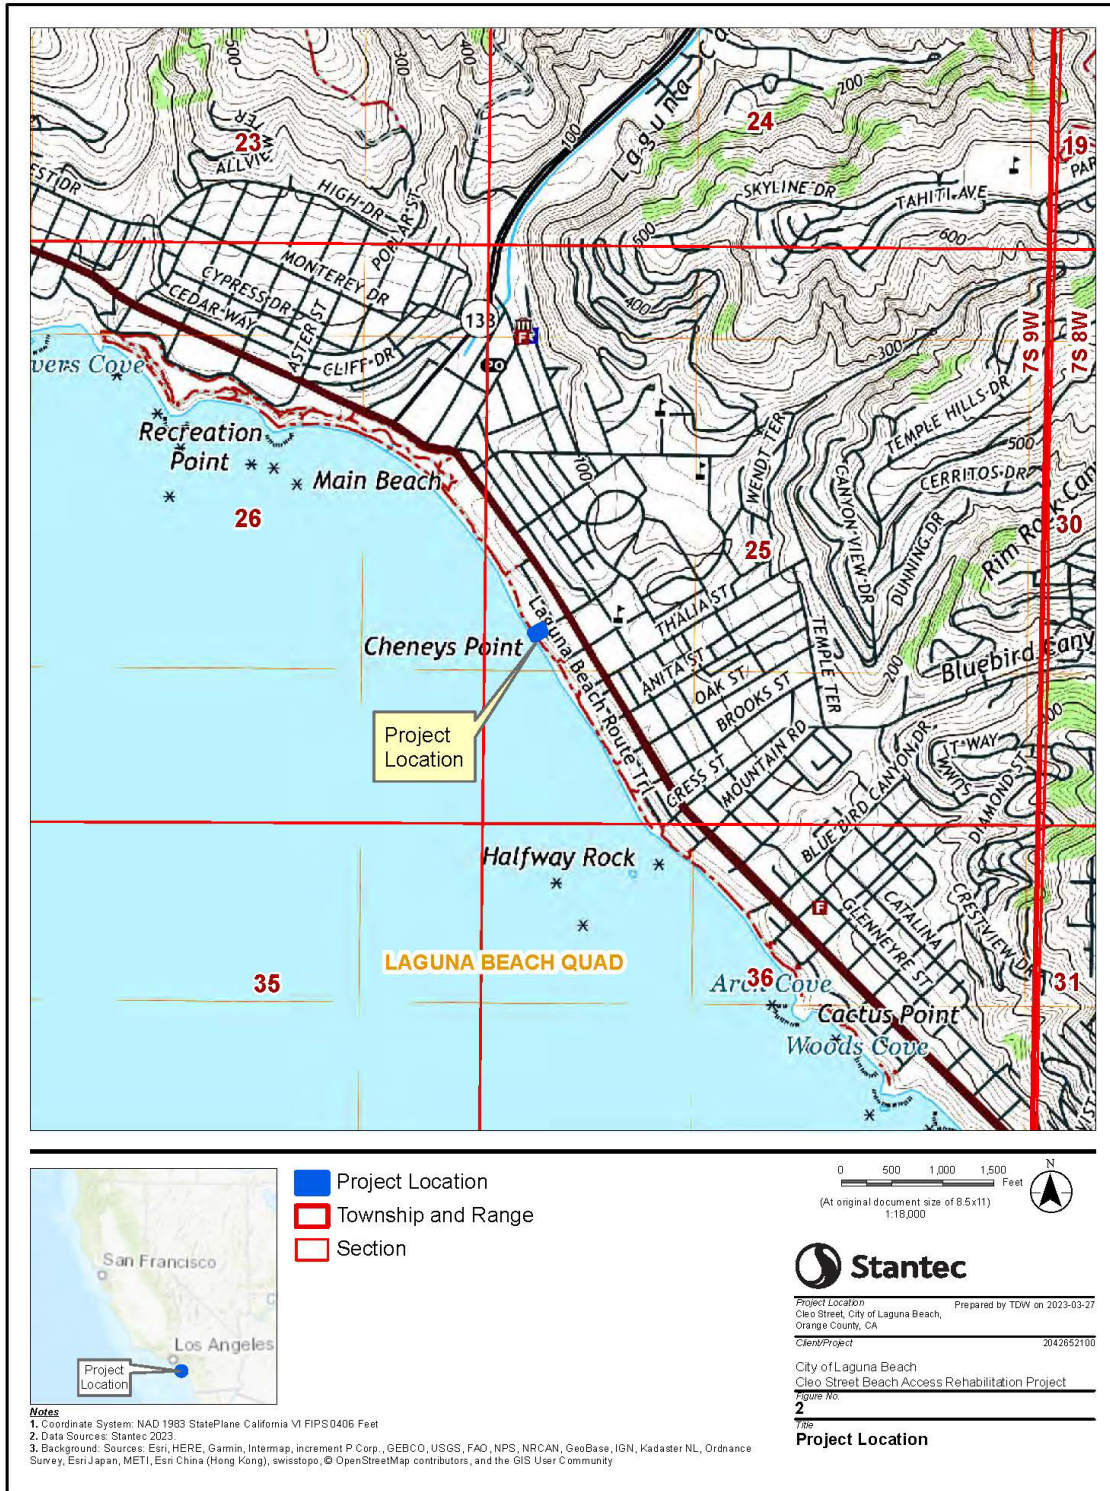 500
400
300
23
ALTA
HIGH DR
POPLAR ST
EST DR
MONTEREY DR
CYPRESS DR
CEDAR WAY
ASTER ST
CLIFF DR
100
Laguna Ca
24
200
19
PAR
SKYLINE DR
TAHITI AVE
500
600
400
133
F
PO
300
7S 9W
7S 8W
vers Cove
Recreation
Point
Main Beach
26
100
WENDT TER
TEMPLE HILLS DR
500
CERRITOS DR
CANYON VIEW DR
DUNNING DR
Rim Rock Can
25
30
Laguna Beach Route Trl
THALIA ST
TEMPLE TER
Cheneys Point
ANITA ST
OAK ST
BROOKS ST
200
Bluebird Cany
Project
Location
CRESS ST
MOUNTAIN RD
BLUE BIRD CANYON DR
SUMMIT WAY
DIAMOND ST
Halfway Rock
F
CATALINA
GLENNEYRE ST
CRESTVIEW DR
LAGUNA BEACH QUAD
35
36
31
Arch Cove
Cactus Point
Woods Cove
VIST
San Francisco
Los Angeles
Project
Location
Project Location
Township and Range
Section
0 500 1,000 1,500
Feet
N
(At original document size of 8.5x11)
1:18,000
Stantec
Project Location
Prepared by TDW on 2023-03-27
Cleo Street, City of Laguna Beach,
Orange County, CA
Client/Project 2042652100
City of Laguna Beach
Cleo Street Beach Access Rehabilitation Project
Figure No.
2
Title
Project Location
Notes
1. Coordinate System: NAD 1983 StatePlane California VI FIPS 0406 Feet
2. Data Sources: Stantec 2023.
3. Background: Sources: Esri, HERE, Garmin, Intermap, increment P Corp., GEBCO, USGS, FAO, NPS, NRCAN, GeoBase, IGN, Kadaster NL, Ordnance
Survey, Esri Japan, METI, Esri China (Hong Kong), swisstopo, © OpenStreetMap contributors, and the GIS User Community